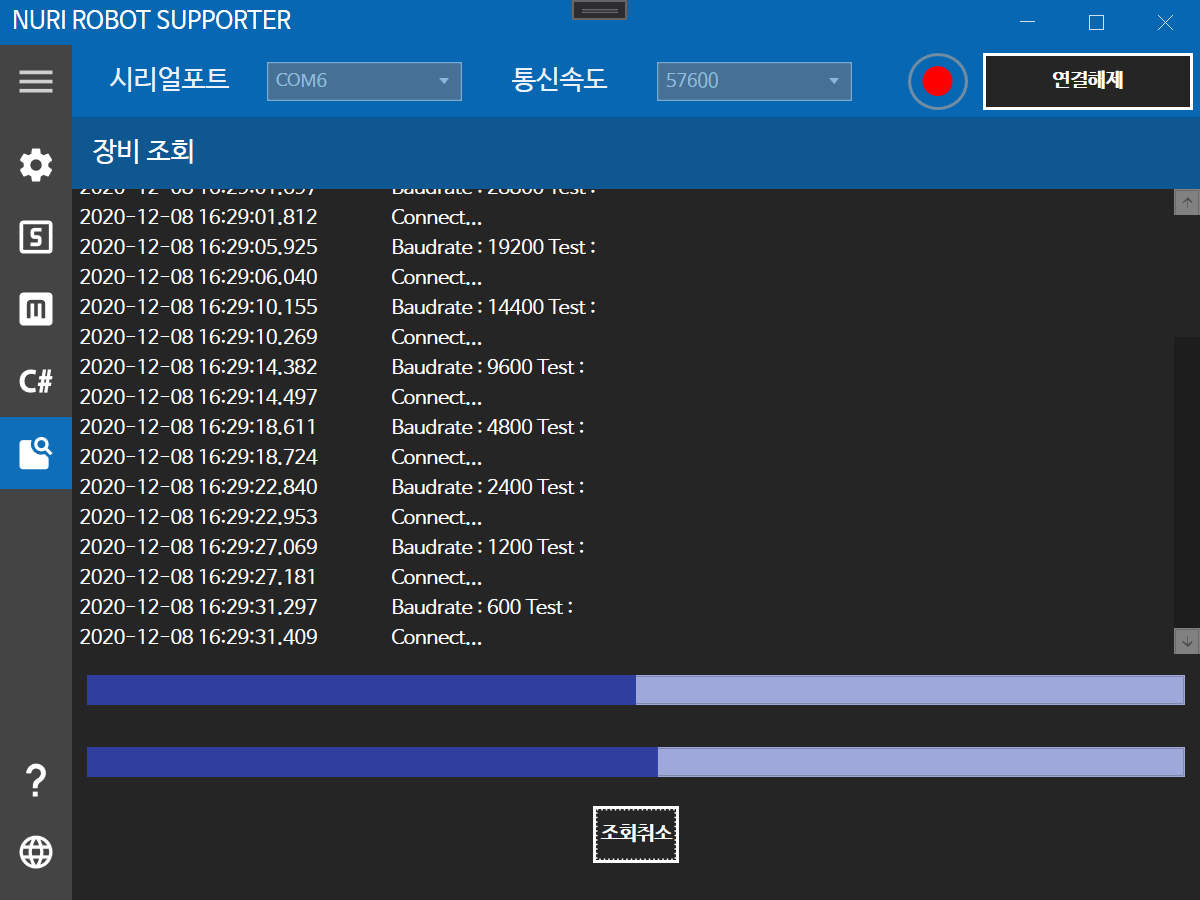 NURI ROBOT SUPPORTER
시리얼포트 COM6 통신속도 57600 연결해제
장비 조회
S
m
C#
2020-12-08 16:29:01.697 Baudrate : 28800 Test :
2020-12-08 16:29:01.812 Connect...
2020-12-08 16:29:05.925 Baudrate : 19200 Test :
2020-12-08 16:29:06.040 Connect...
2020-12-08 16:29:10.155 Baudrate : 14400 Test :
2020-12-08 16:29:10.269 Connect...
2020-12-08 16:29:14.382 Baudrate : 9600 Test :
2020-12-08 16:29:14.497 Connect...
2020-12-08 16:29:18.611 Baudrate : 4800 Test :
2020-12-08 16:29:18.724 Connect...
2020-12-08 16:29:22.840 Baudrate : 2400 Test :
2020-12-08 16:29:22.953 Connect...
2020-12-08 16:29:27.069 Baudrate : 1200 Test :
2020-12-08 16:29:27.181 Connect...
2020-12-08 16:29:31.297 Baudrate : 600 Test :
2020-12-08 16:29:31.409 Connect...
?
조회취소